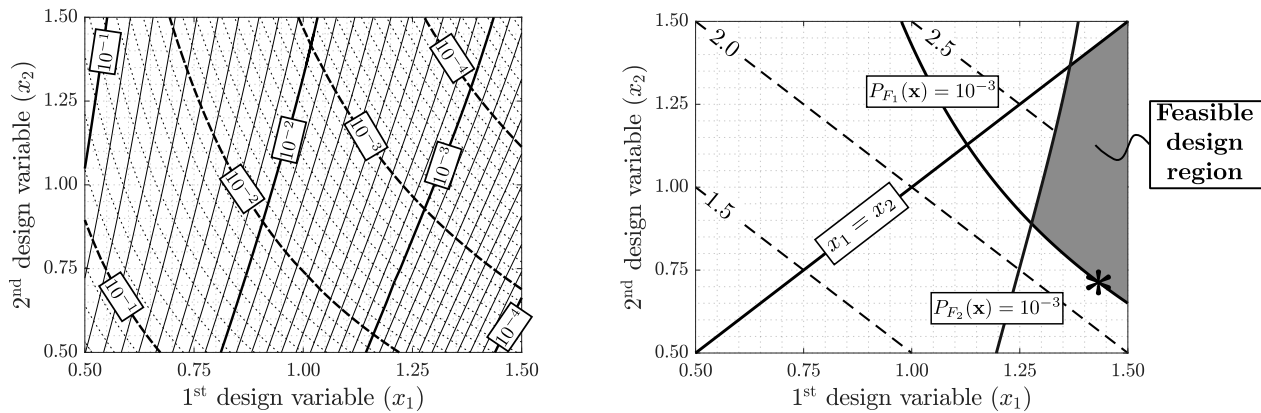 1.50
1.25
1.00
0.75
0.50
2nd design variable (x2)
10−1
10−2
10−3
10−4
10−2
10−3
10−1
10−4
0.50 0.75 1.00 1.25 1.50
1st design variable (x1)
1.50
1.25
1.00
0.75
0.50
2nd design variable (x2)
2.0
2.5
PF1(x) = 10−3
1.5
x1 = x2
PF2(x) = 10−3
*
Feasible
design
region
0.50 0.75 1.00 1.25 1.50
1st design variable (x1)